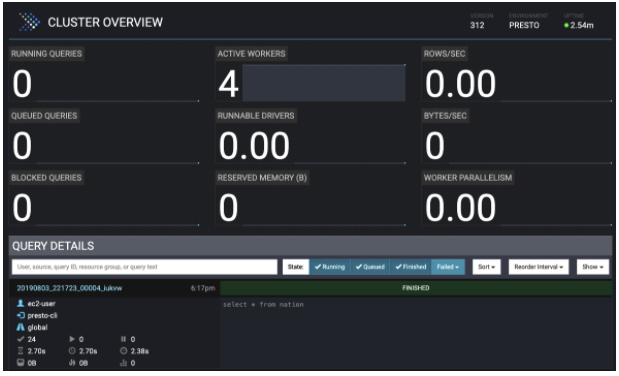 CLUSTER OVERVIEW
VERSION ENVIRONMENT UPTIME
312 PRESTO 2.54m
RUNNING QUERIES ACTIVE WORKERS ROWS/SEC
0 4 0.00
QUEUED QUERIES RUNNABLE DRIVERS BYTES/SEC
0 0.00 0
BLOCKED QUERIES RESERVED MEMORY (B) WORKER PARALLELISM
0 0 0.00
QUERY DETAILS
User, source, query ID, resource group, or query text State: Running Queued Finished Failed Sort Reorder Interval Show
20190803_221723_00004_iukvw 6:17pm FINISHED
ec2-user select * from nation
presto-cli
global
24 0 0
2.70s 2.70s 2.38s
0B 0B 0